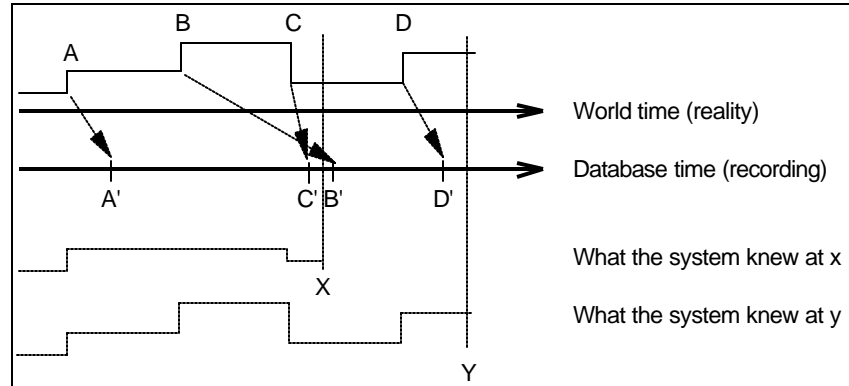 A B C D
World time (reality)
Database time (recording)
A' C' B' D'
What the system knew at x
X
What the system knew at y
Y